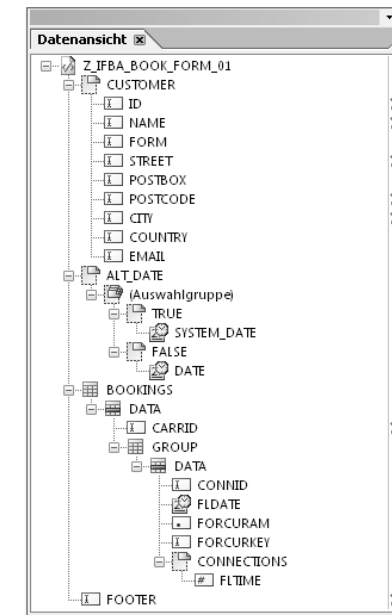 Datenansicht
Z_IFBA_BOOK_FORM_01
CUSTOMER
ID
NAME
FORM
STREET
POSTBOX
POSTCODE
CITY
COUNTRY
EMAIL
ALT_DATE
(Auswahlgruppe)
TRUE
SYSTEM_DATE
FALSE
DATE
BOOKINGS
DATA
CARRID
GROUP
DATA
CONNID
FLDATE
FORCURAM
FORCURKEY
CONNECTIONS
FLTIME
FOOTER